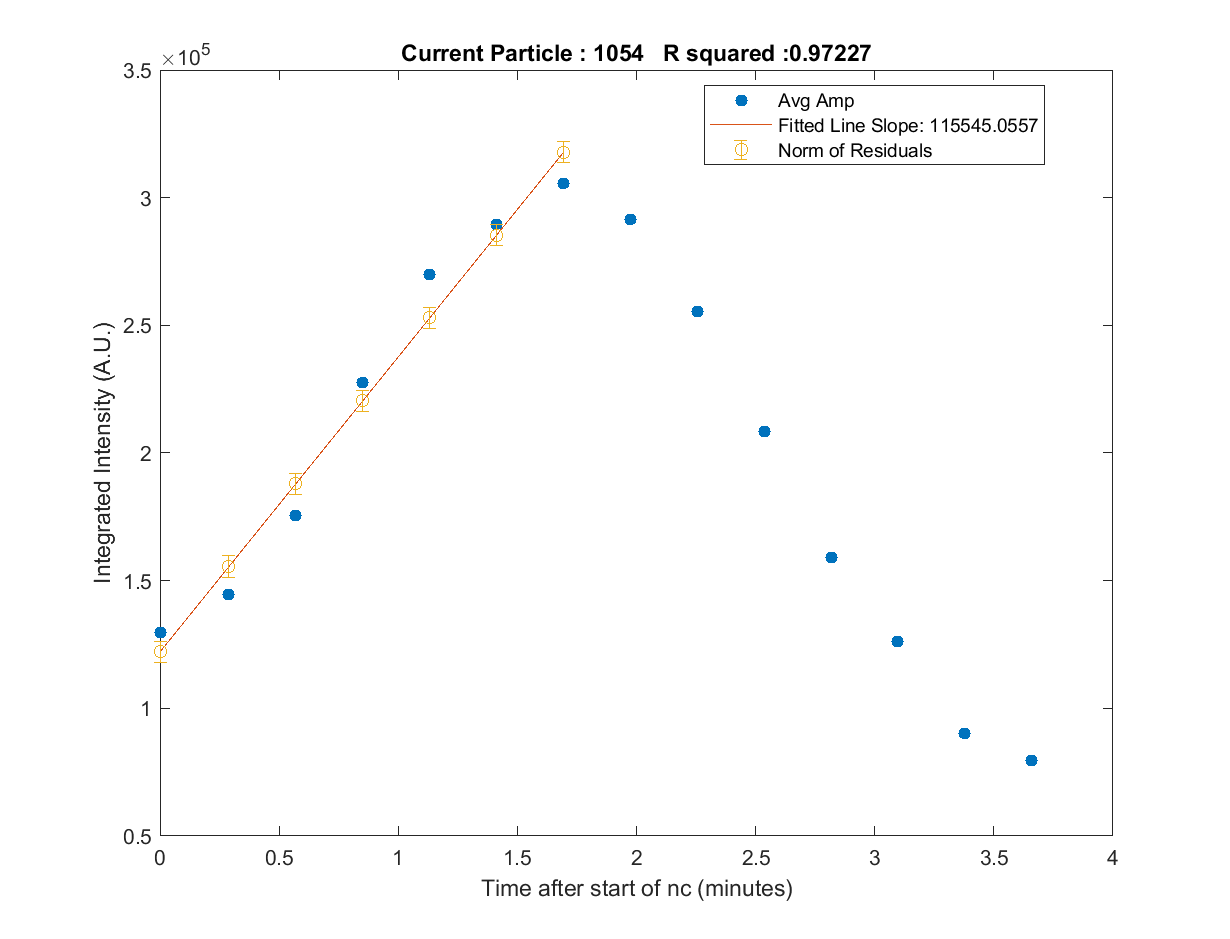 Current Particle : 1054 R squared :0.97227
×10^5
3.5
3
2.5
2
1.5
1
0.5
0
0.5
1
1.5
2
2.5
3
3.5
4
Integrated Intensity (A.U.)
Time after start of nc (minutes)
Avg Amp
Fitted Line Slope: 115545.0557
Norm of Residuals